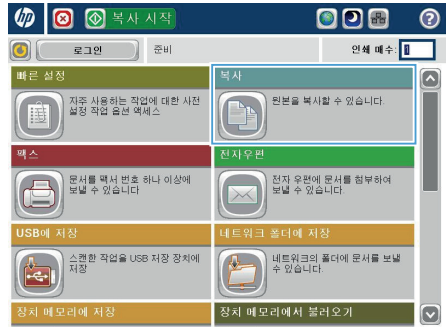 hp
복사 시작
?
로그인
준비
인쇄 매수: 1
빠른 설정
자주 사용하는 작업에 대한 사전
설정 작업 옵션 액세스
복사
원본을 복사할 수 있습니다.
팩스
문서를 팩서 번호 하나 이상에
보낼 수 있습니다
전자우편
전자 우편에 문서를 첨부하여
보낼 수 있습니다.
USB에 저장
스캔한 작업을 USB 저장 장치에
저장
네트워크 폴더에 저장
네트워크의 폴더에 문서를 보낼
수 있습니다.
장치 메모리에 저장
장치 메모리에서 불러오기